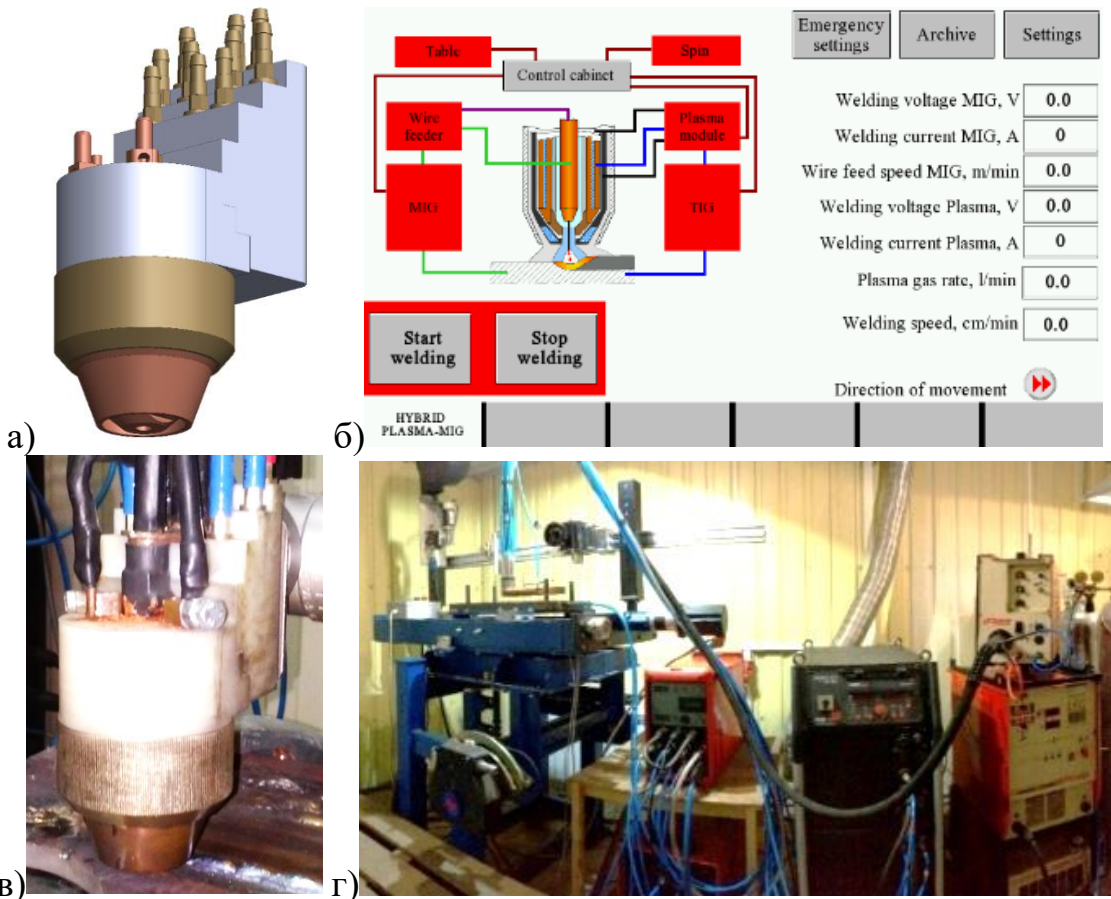 а)
б)
Table
Spin
Control cabinet
Wire
feeder
Plasma
module
MIG
TIG
Emergency
settings
Archive
Settings
Welding voltage MIG, V 0.0
Welding current MIG, A 0
Wire feed speed MIG, m/min 0.0
Welding voltage Plasma, V 0.0
Welding current Plasma, A 0
Plasma gas rate, l/min 0.0
Welding speed, cm/min 0.0
Direction of movement
Start
welding
Stop
welding
HYBRID
PLASMA-MIG
в)
г)